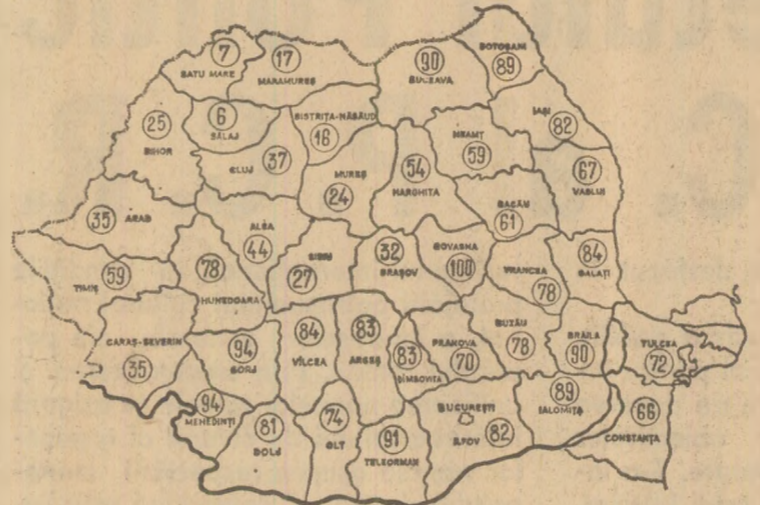 7
SATU MARE
17
MARAMUREȘ
90
SUCEAVA
BOTOȘANI
89
25
BIHOR
6
SĂLAJ
BISTRIȚA-NĂSĂUD
16
CLUJ 37
MUREȘ
24
54
HARGHITA
NEAMȚ
59
IAȘI
82
67
VASLUI
BACĂU
61
35 ARAD
ALBA
44
SIBIU
27
32
BRAȘOV
COVASNA
100
VRANCEA
78
84
GALAȚI
TIMIȘ 59
78
HUNEDOARA
CARAȘ-SEVERIN
35
94
GORJ
84
VÎLCEA
83
ARGEȘ
83
DÎMBOVIȚA
PRAHOVA
70
BUZĂU
78
BRĂILA
90
TULCEA
72
94
MEHEDINȚI
81
DOLJ
74
OLT
91
TELEORMAN
BUCUREȘTI
ILFOV 82
89
IALOMIȚA
66
CONSTANȚA